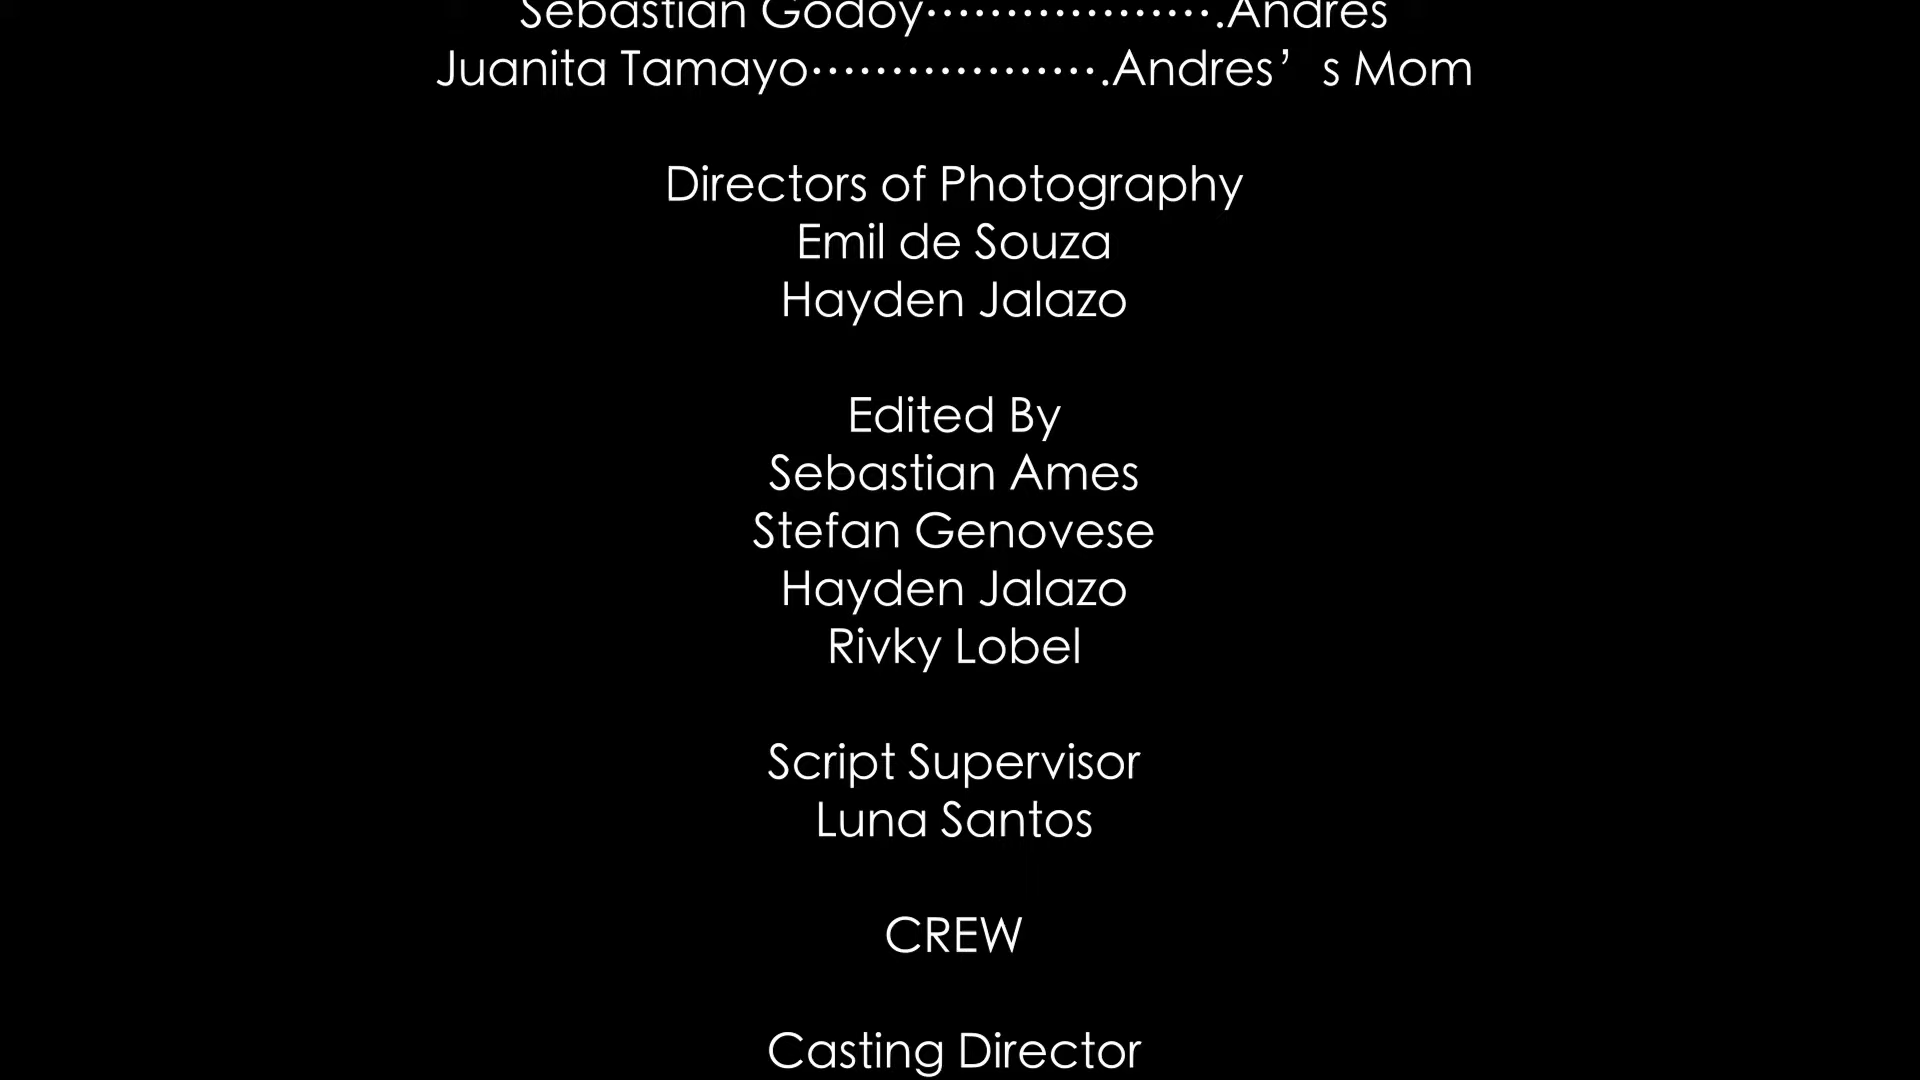 Sebastian Godoy……………….Andres
Juanita Tamayo……………….Andres’s Mom
Directors of Photography
Emil de Souza
Hayden Jalazo
Edited By
Sebastian Ames
Stefan Genovese
Hayden Jalazo
Rivky Lobel
Script Supervisor
Luna Santos
CREW
Casting Director